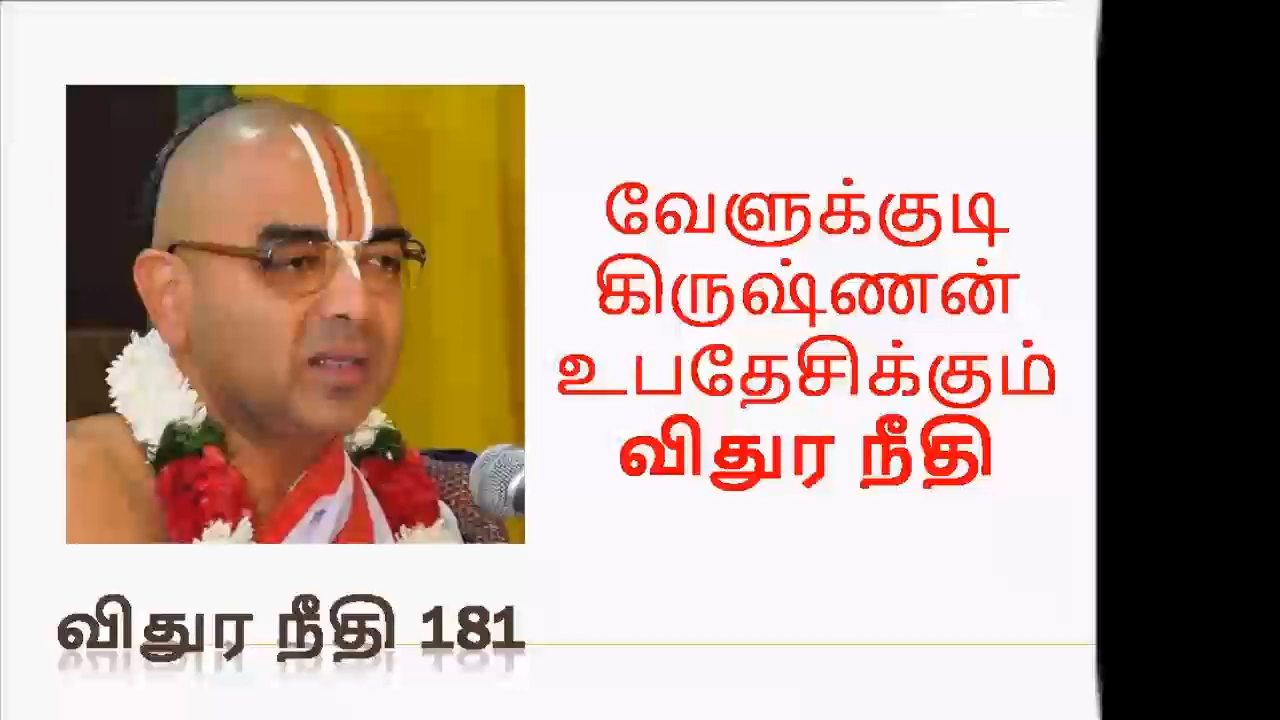 வேளுக்குடி
கிருஷ்ணன்
உபதேசிக்கும்
விதுர நீதி
விதுர நீதி 181